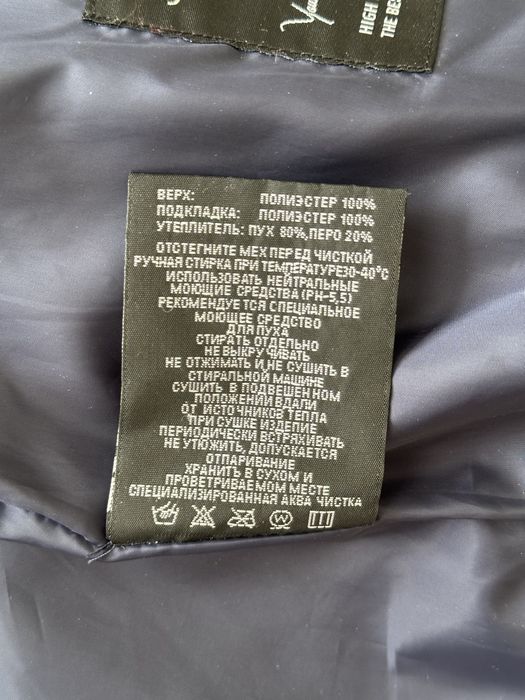 HIGH
THE BE
ВЕРХ: ПОЛИЭСТЕР 100%
ПОДКЛАДКА: ПОЛИЭСТЕР 100%
УТЕПЛИТЕЛЬ: ПУХ 80%,ПЕРО 20%
ОТСТЕГНИТЕ МЕХ ПЕРЕД ЧИСТКОЙ
РУЧНАЯ СТИРКА ПРИ ТЕМПЕРАТУРЕ30-40°С
ИСПОЛЬЗОВАТЬ НЕЙТРАЛЬНЫЕ
МОЮЩИЕ СРЕДСТВА (PH-5,5)
РЕКОМЕНДУЕТСЯ СПЕЦИАЛЬНОЕ
МОЮЩЕЕ СРЕДСТВО
ДЛЯ ПУХА
СТИРАТЬ ОТДЕЛЬНО
НЕ ВЫКРУЧИВАТЬ
НЕ ОТЖИМАТЬ И НЕ СУШИТЬ В
СТИРАЛЬНОЙ МАШИНЕ
СУШИТЬ В ПОДВЕШЕННОМ
ПОЛОЖЕНИИ ВДАЛИ
ОТ ИСТОЧНИКОВ ТЕПЛА
ПРИ СУШКЕ ИЗДЕЛИЕ
ПЕРИОДИЧЕСКИ ВСТРЯХИВАТЬ
НЕ УТЮЖИТЬ, ДОПУСКАЕТСЯ
ОТПАРИВАНИЕ
ХРАНИТЬ В СУХОМ И
ПРОВЕТРИВАЕМОМ МЕСТЕ
СПЕЦИАЛИЗИРОВАННАЯ АКВА ЧИСТКА